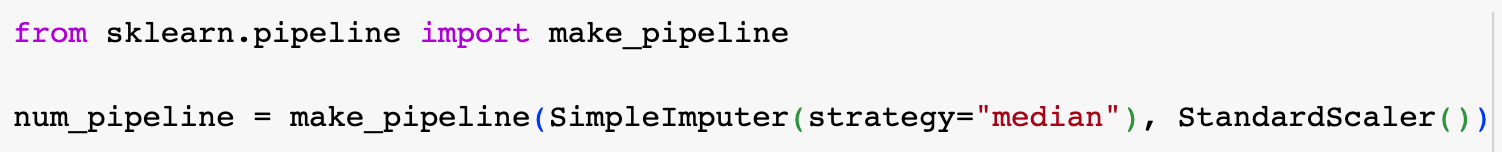 from sklearn.pipeline import make_pipeline
num_pipeline = make_pipeline(SimpleImputer(strategy="median"), StandardScaler())